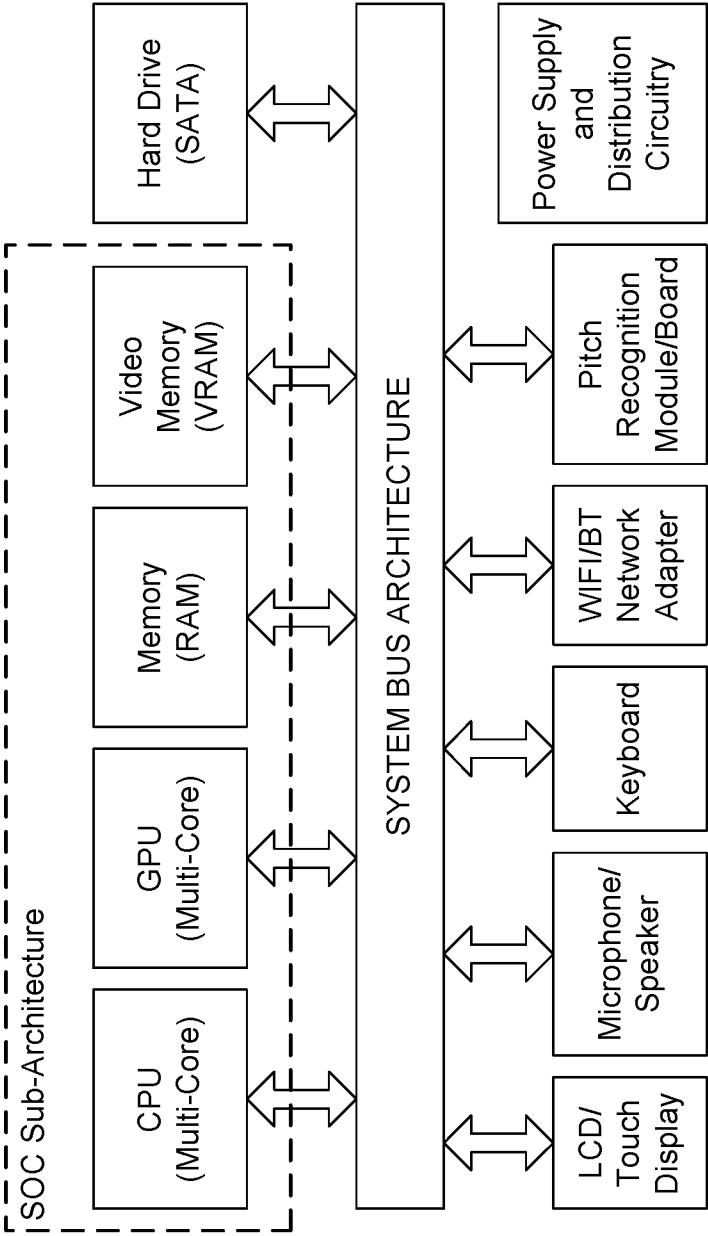 SOC Sub-Architecture
CPU
(Multi-Core)
GPU
(Multi-Core)
Memory
(RAM)
Video
Memory
(VRAM)
Hard Drive
(SATA)
SYSTEM BUS ARCHITECTURE
LCD/
Touch
Display
Microphone/
Speaker
Keyboard
WIFI/BT
Network
Adapter
Pitch
Recognition
Module/Board
Power Supply
and
Distribution
Circuitry